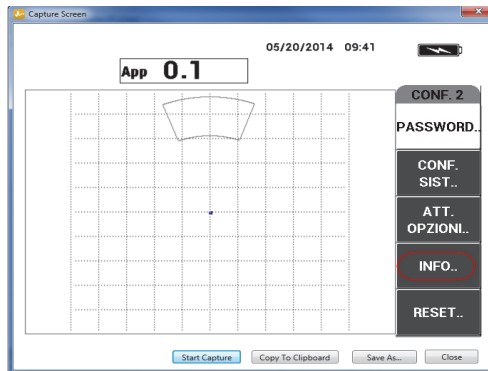 Capture Screen
05/20/2014 09:41
App 0.1
CONF. 2
PASSWORD..
CONF.
SIST..
ATT.
OPZIONI..
INFO..
RESET..
Start Capture
Copy To Clipboard
Save As...
Close